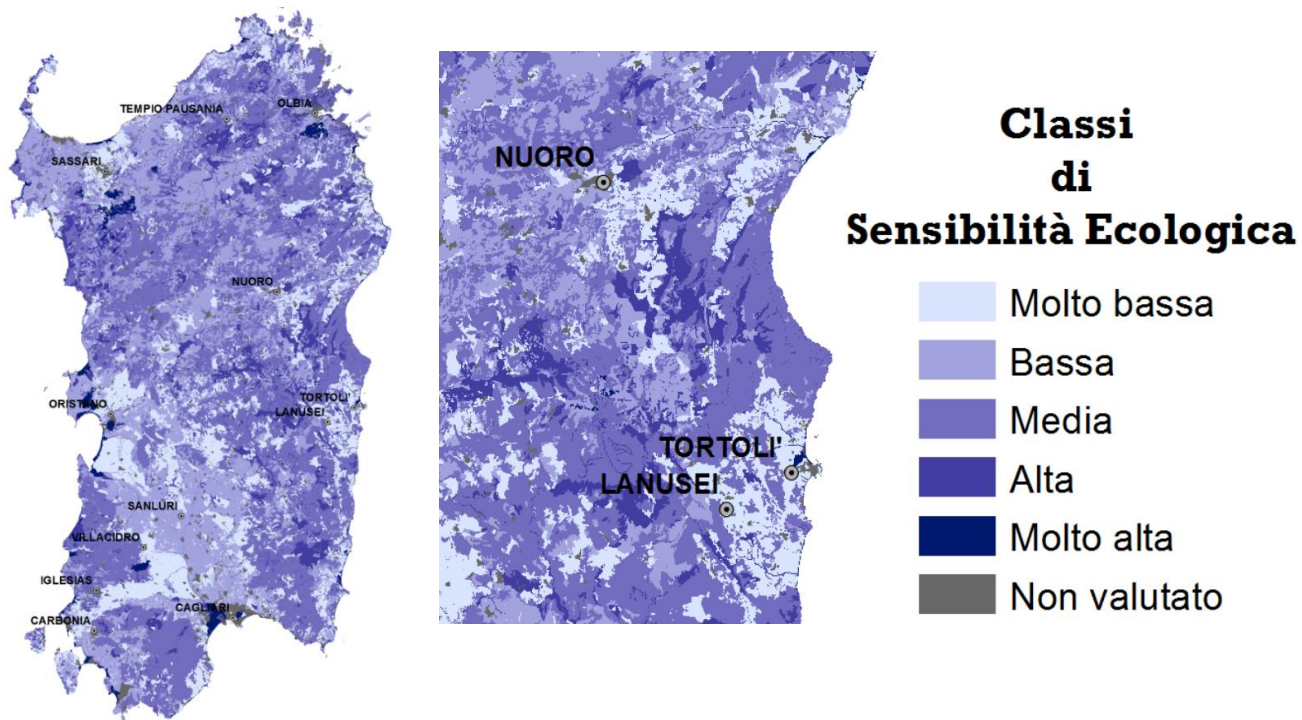 TEMPIO PAUSANIA
OLBIA
SASSARI
NUORO
ORISTANO
TORTOLI'
LANUSEI
SANLURI
VILLACIDRO
IGLESIAS
CAGLIARI
CARBONIA
NUORO
TORTOLI'
LANUSEI
Classi
di
Sensibilità Ecologica
Molto bassa
Bassa
Media
Alta
Molto alta
Non valutato